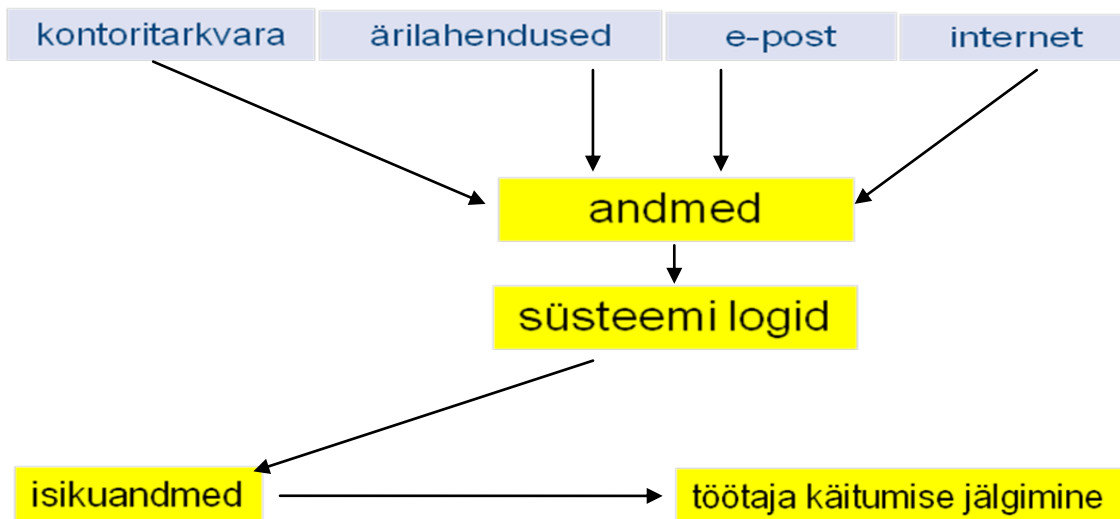 kontoritarkvara
ärilahendused
e-post
internet
andmed
süsteemi logid
isikuandmed
töötaja käitumise jälgimine